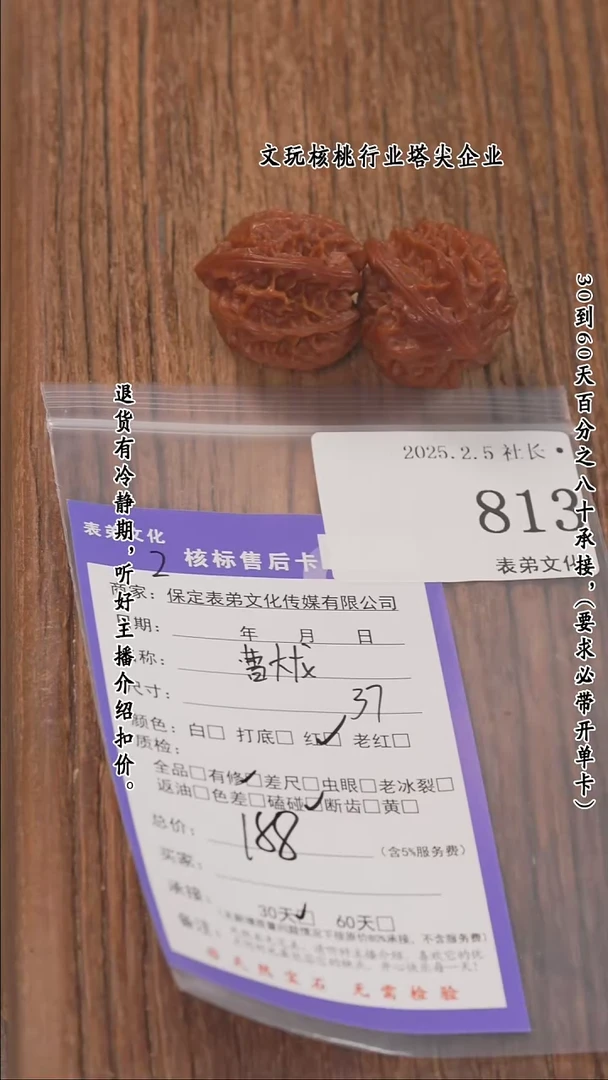 文玩核桃行业塔尖企业
30到60天百分之八十承接，（要求必带开单卡）
退货有冷静期，听好主播介绍扣价。
2025.2.5 社长·
813
表弟文化
表弟文化
2
核标售后卡
商家：保定表弟文化传媒有限公司
期： 年 月 日
称：
尺寸： 37
颜色：白□ 打底□ 红☑ 老红□
质检：
全品□有修☑差尺□虫眼□老冰裂□
返油□色差□磕碰☑断齿□黄□
总价： 188 （含5%服务费）
买家：
承接： 30天☑ 60天□
备注：
天然宝石 无需检验